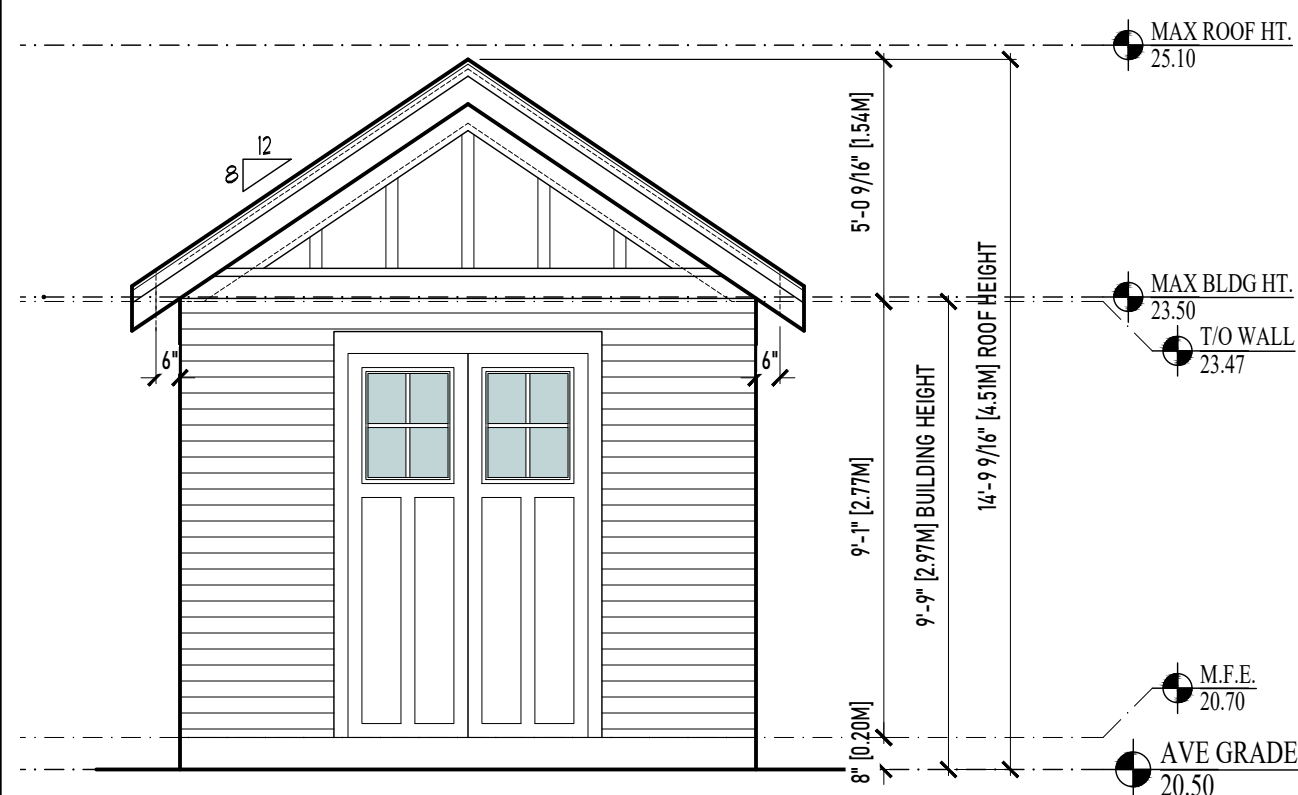 MAX ROOF HT.
25.10
12
8
5'-0 9/16" [1.54M]
MAX BLDG HT.
23.50
T/O WALL
23.47
6"
6"
14'-9 9/16" [4.51M] ROOF HEIGHT
9'-9" [2.97M] BUILDING HEIGHT
9'-1" [2.77M]
M.F.E.
20.70
8" [0.20M]
AVE GRADE
20.50